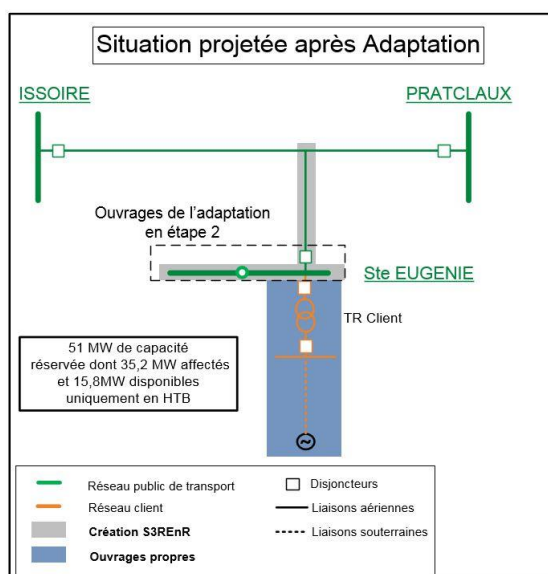 Situation projetée après Adaptation
ISSOIRE
PRATCLAUX
Ouvrages de l'adaptation
en étape 2
Ste EUGENIE
TR Client
51 MW de capacité
réservée dont 35,2 MW affectés
et 15,8MW disponibles
uniquement en HTB
Réseau public de transport
Disjoncteurs
Réseau client
Liaisons aériennes
Création S3REnR
Liaisons souterraines
Ouvrages propres